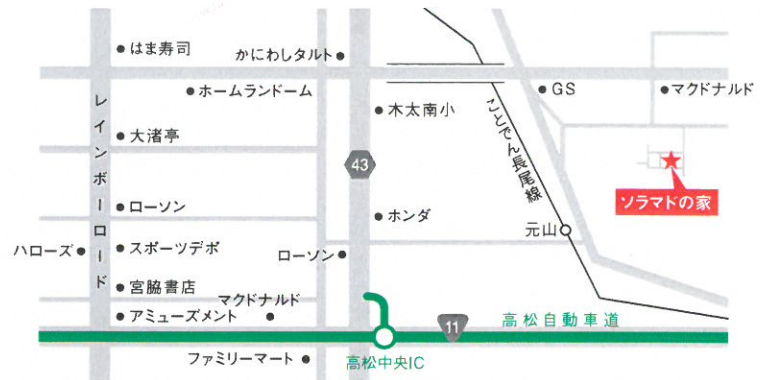 はま寿司
かにわしタルト
ホームランドーム
GS
マクドナルド
レインボーロード
大渚亭
木太南小
ことでん長尾線
43
ソラマドの家
ローソン
ホンダ
元山
ハローズ
スポーツデポ
ローソン
宮脇書店
マクドナルド
アミューズメント
11
高松自動車道
ファミリーマート
高松中央IC